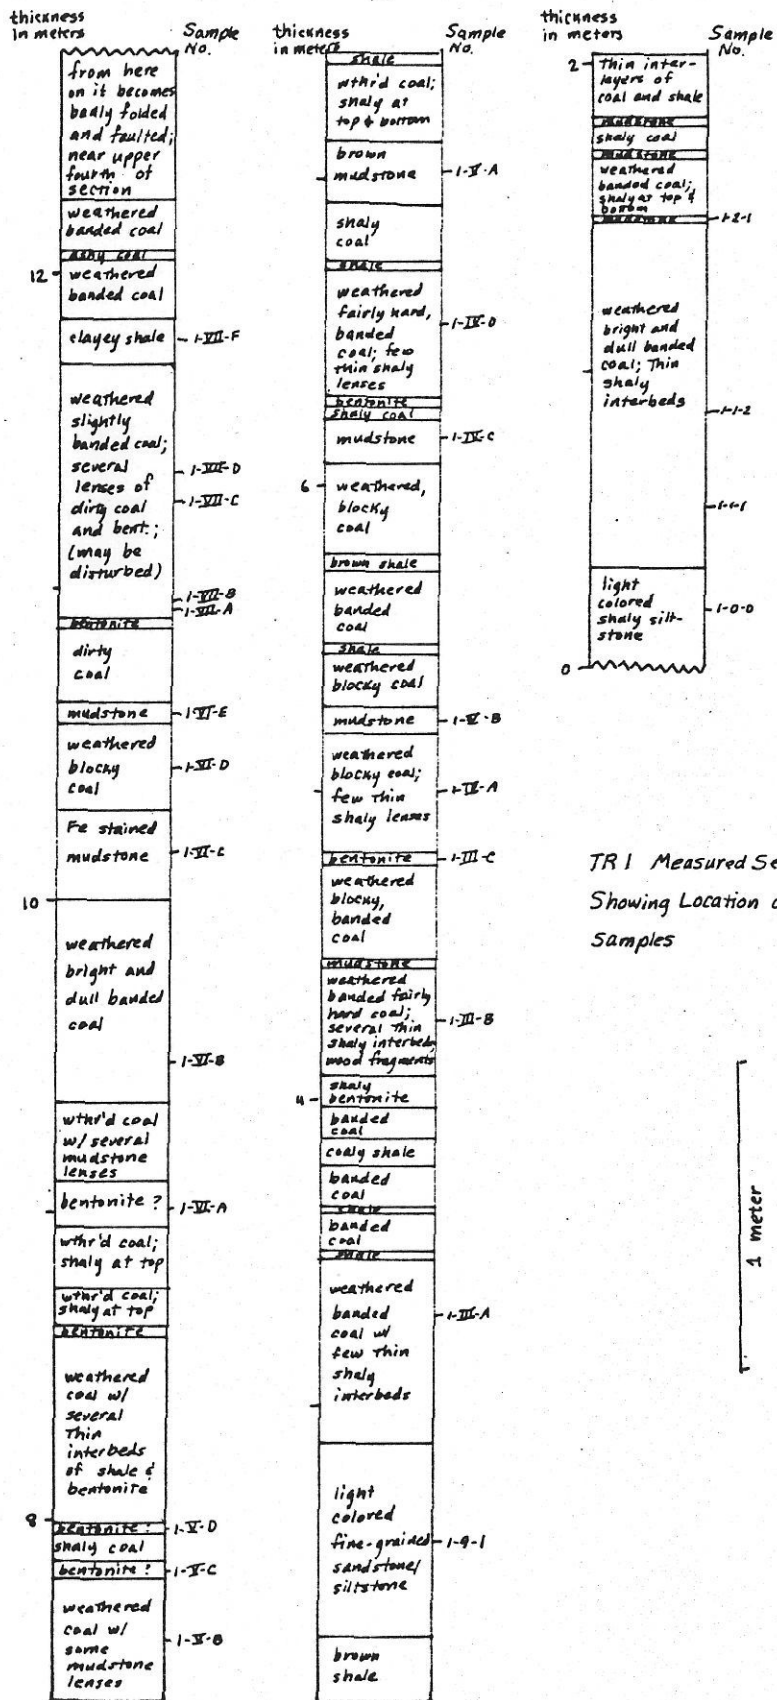 thickness
in meters
Sample
No.
from here
on it becomes
badly folded
and faulted;
near upper
fourth of
section
weathered
banded coal
ashy coal
12
weathered
banded coal
clayey shale
1-VII-F
weathered
slightly
banded coal;
several
lenses of
dirty coal
and bent.;
(may be
disturbed)
1-VII-D
1-VII-C
1-VII-B
1-VII-A
bentonite
dirty
coal
mudstone
1-VI-E
weathered
blocky
coal
1-VI-D
Fe stained
mudstone
1-VI-C
10
weathered
bright and
dull banded
coal
1-VI-B
wthr'd coal
w/ several
mudstone
lenses
bentonite ?
1-VI-A
wthr'd coal;
shaly at top
wthr'd coal;
shaly at top
bentonite
weathered
coal w/
several
Thin
interbeds
of shale &
bentonite
8
bentonite ?
1-V-D
shaly coal
bentonite ?
1-V-C
weathered
coal w/
some
mudstone
lenses
1-V-B
thickness
in meters
Sample
No.
shale
wthr'd coal;
shaly at
top & bottom
brown
mudstone
1-V-A
shaly
coal
shale
weathered
fairly hard,
banded
coal; few
thin shaly
lenses
1-IV-D
bentonite
shaly coal
mudstone
1-IV-C
6
weathered,
blocky
coal
brown shale
weathered
banded
coal
shale
weathered
blocky coal
mudstone
1-IV-B
weathered
blocky coal;
few Thin
shaly lenses
1-IV-A
bentonite
1-III-C
weathered
blocky,
banded
coal
mudstone
weathered
banded fairly
hard coal;
several Thin
shaly interbeds,
wood fragments
1-III-B
shaly
bentonite
4
banded
coal
coaly shale
banded
coal
shale
banded
coal
shale
weathered
banded
coal w/
few Thin
shaly
interbeds
1-III-A
light
colored
fine-grained
sandstone/
siltstone
1-9-1
brown
shale
thickness
in meters
Sample
No.
2
Thin inter-
layers of
coal and shale
mudstone
shaly coal
mudstone
weathered
banded coal;
shaly at top &
bottom
mudstone
1-2-1
weathered
bright and
dull banded
coal; Thin
shaly
interbeds
1-1-2
1-1-1
light
colored
shaly silt-
stone
1-0-0
0
TR 1 Measured Se
Showing Location o
Samples
1 meter